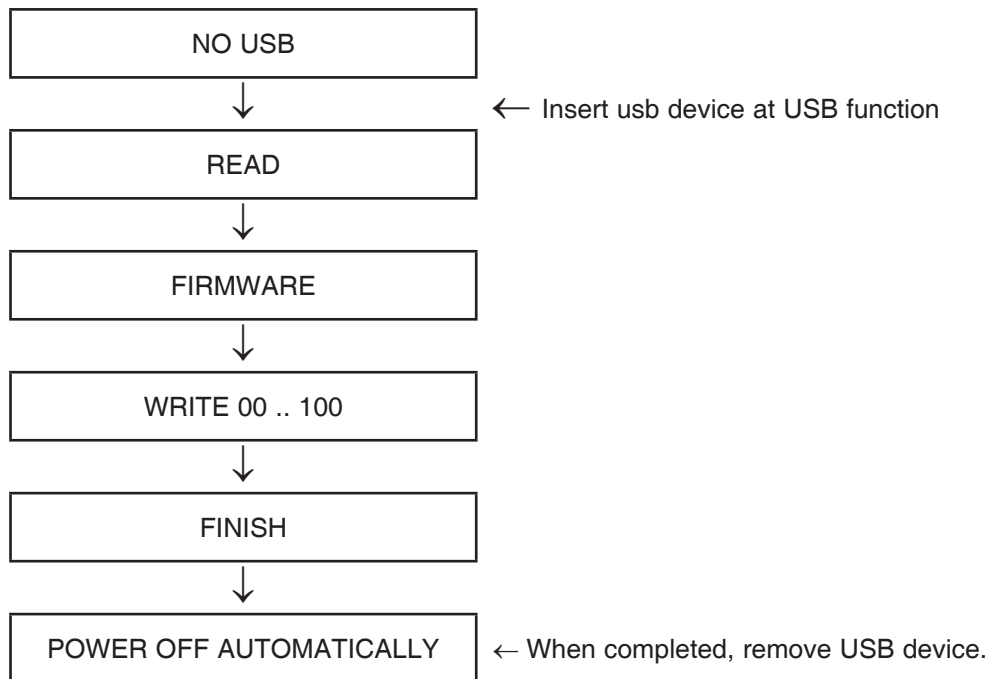 NO USB
← Insert usb device at USB function
READ
FIRMWARE
WRITE 00 .. 100
FINISH
POWER OFF AUTOMATICALLY ← When completed, remove USB device.